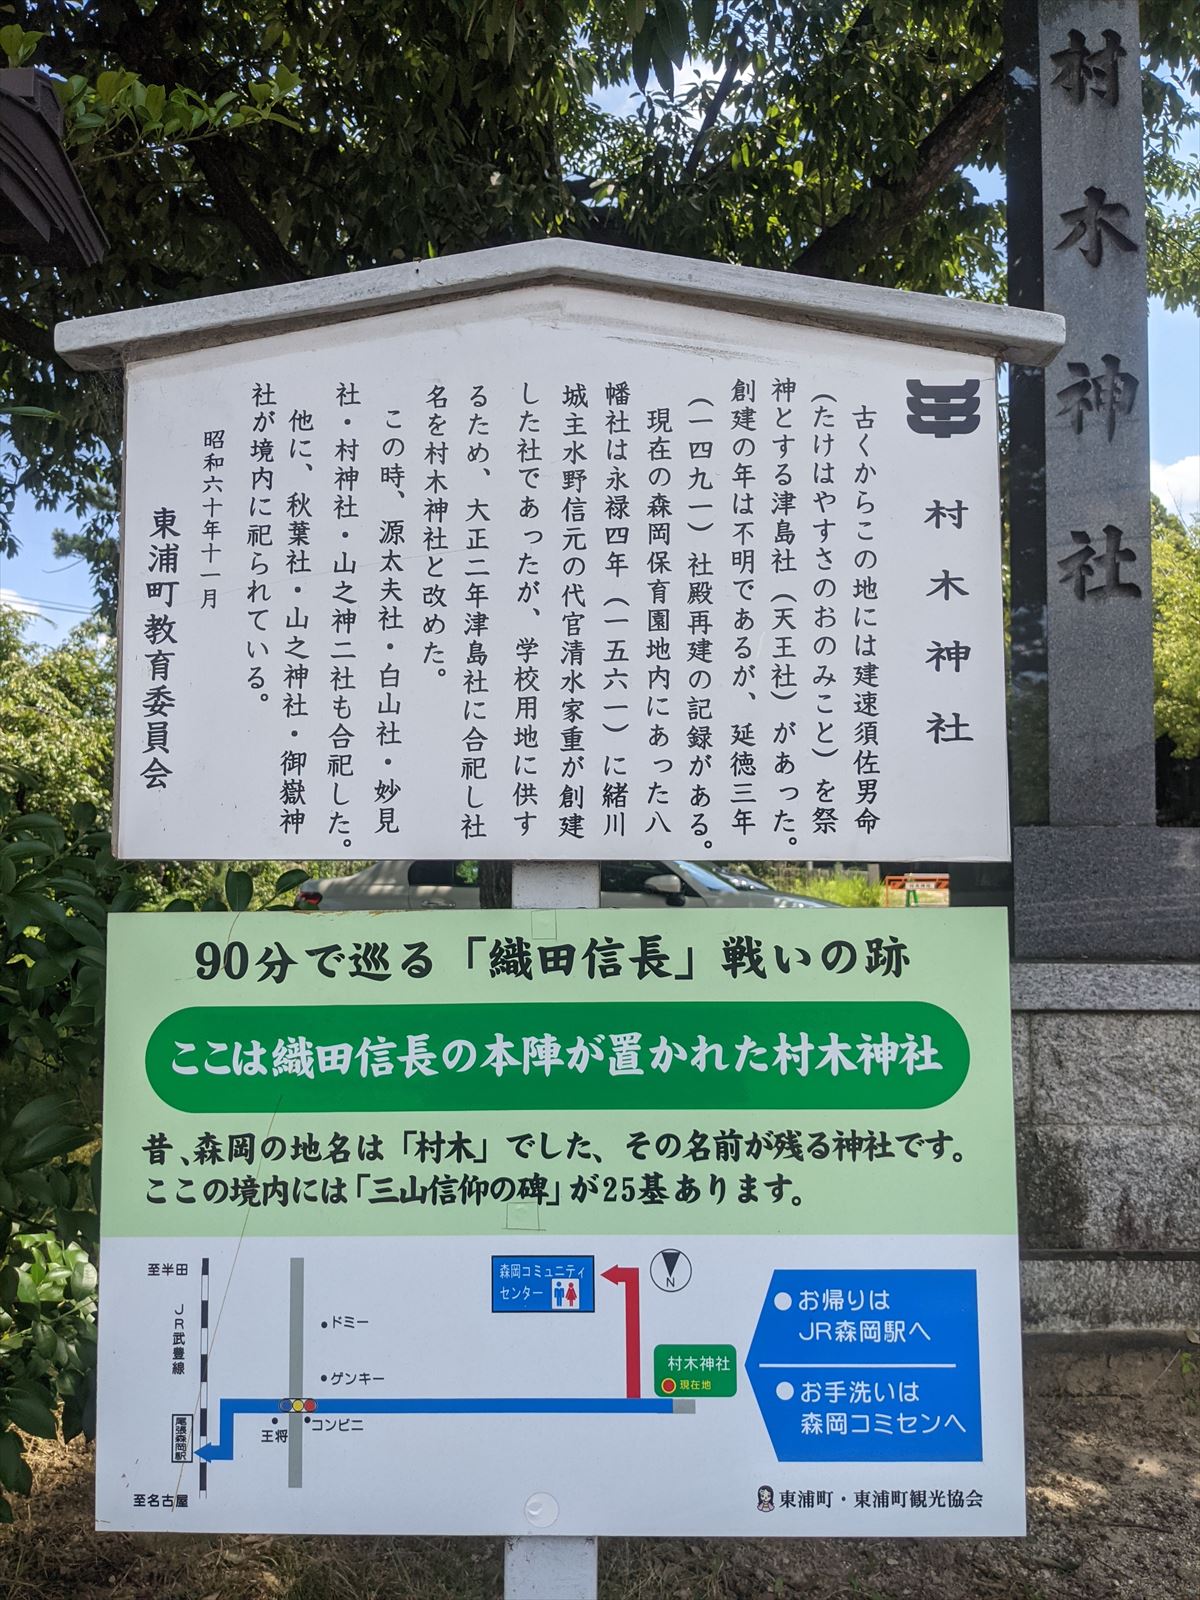 村木神社
村木神社
古くからこの地には建速須佐男命
(たけはやすさのおのみこと)を祭
神とする津島社(天王社)があった。
創建の年は不明であるが、延徳三年
(一四九一)社殿再建の記録がある。
現在の森岡保育園地内にあった八
幡社は永禄四年(一五六一)に緒川
城主水野信元の代官清水家重が創建
した社であったが、学校用地に供す
るため、大正二年津島社に合祀し社
名を村木神社と改めた。
この時、源太夫社・白山社・妙見
社・村神社・山之神二社も合祀した。
他に、秋葉社・山之神社・御嶽神
社が境内に祀られている。
昭和六十年十一月
東浦町教育委員会
90分で巡る「織田信長」戦いの跡
ここは織田信長の本陣が置かれた村木神社
昔、森岡の地名は「村木」でした、その名前が残る神社です。
ここの境内には「三山信仰の碑」が25基あります。
至半田
JR武豊線
尾張森岡駅
至名古屋
ドミー
ゲンキー
コンビニ
王将
森岡コミュニティ
センター
N
村木神社
現在地
お帰りは
JR森岡駅へ
お手洗いは
森岡コミセンへ
東浦町・東浦町観光協会